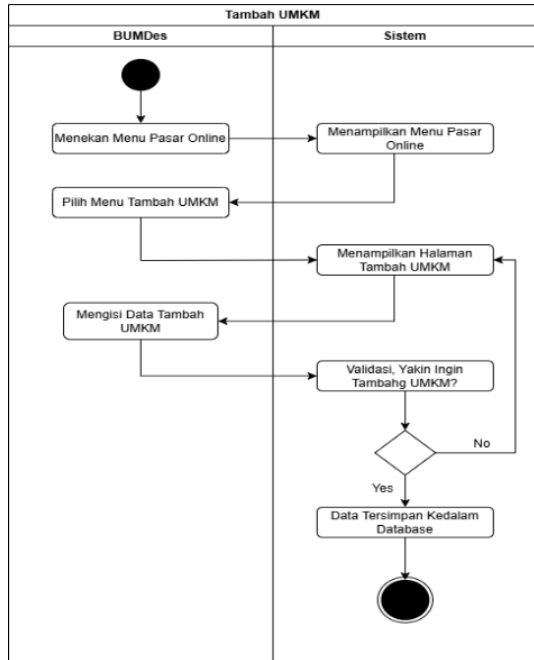 Tambah UMKM
BUMDes
Sistem
Menekan Menu Pasar Online
Menampilkan Menu Pasar
Online
Pilih Menu Tambah UMKM
Menampilkan Halaman
Tambah UMKM
Mengisi Data Tambah
UMKM
Validasi, Yakin Ingin
Tambahg UMKM?
No
Yes
Data Tersimpan Kedalam
Database